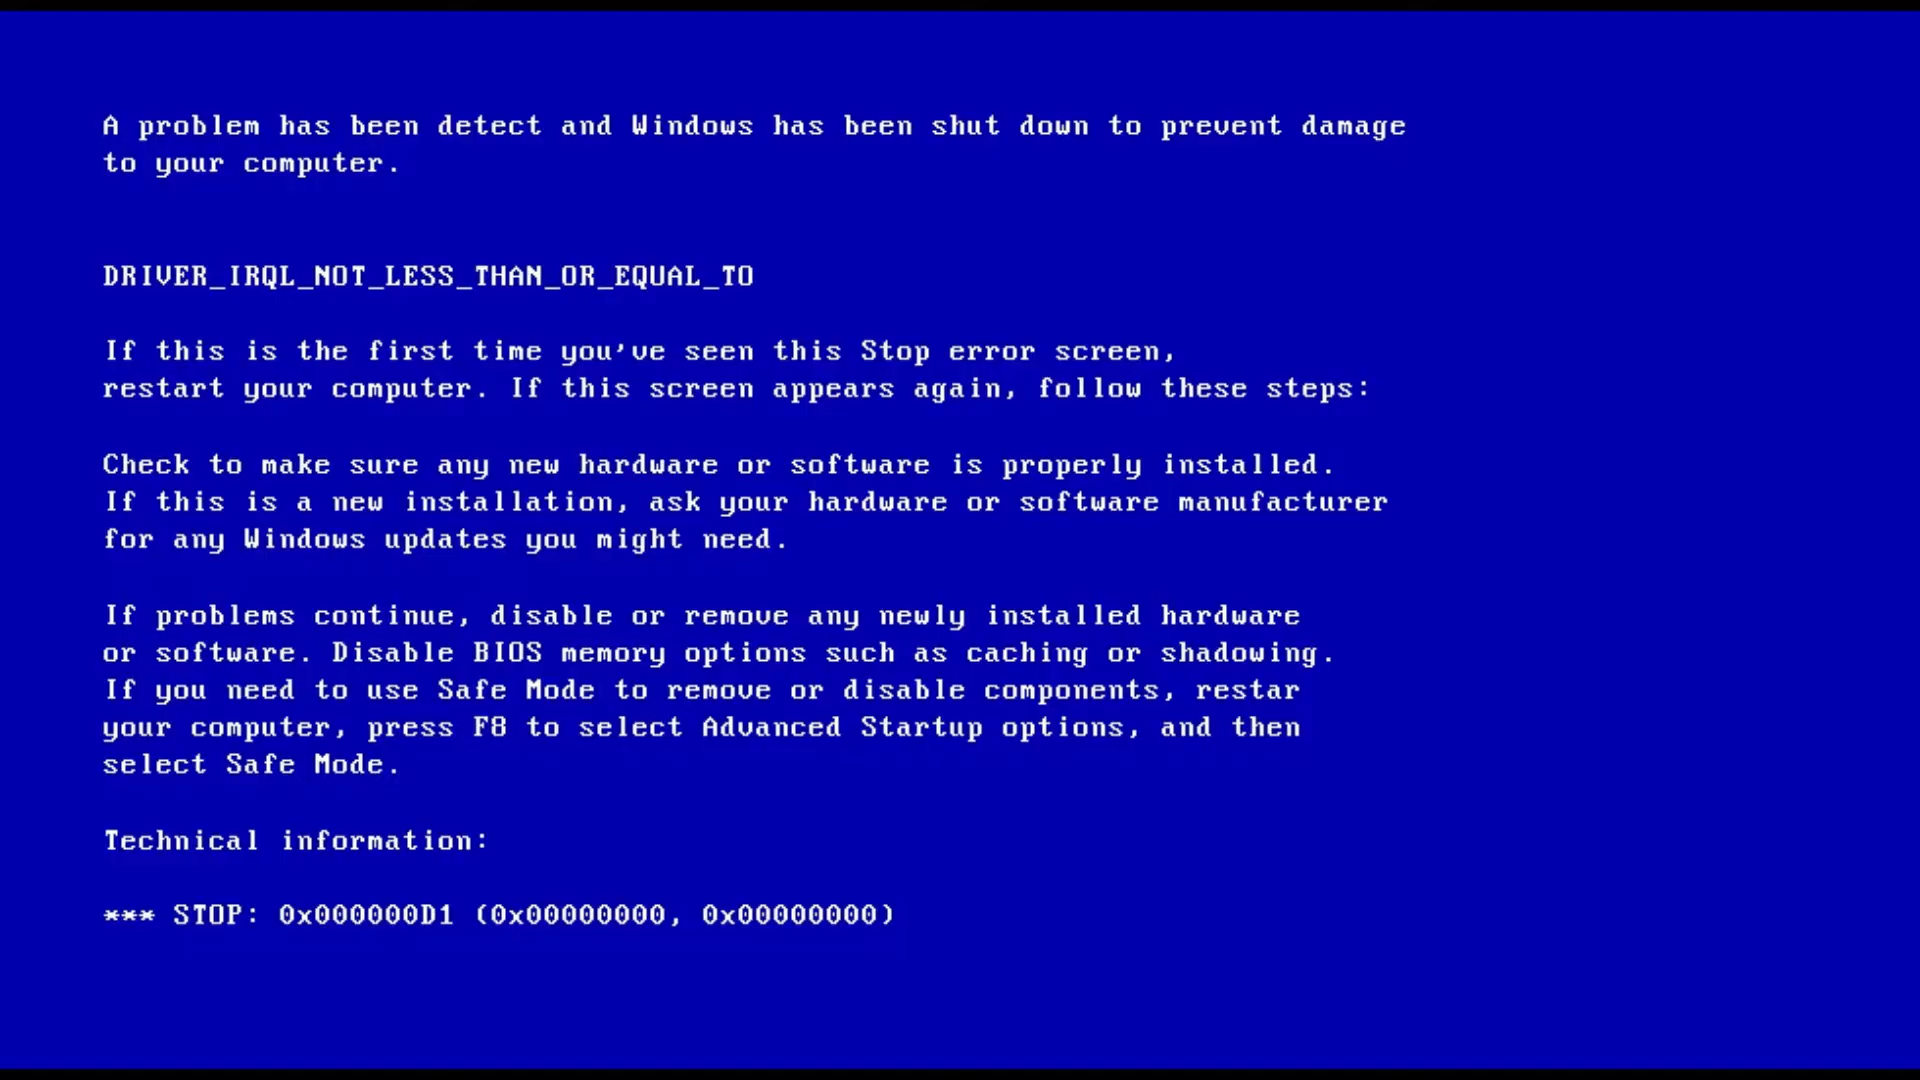 A problem has been detect and Windows has been shut down to prevent damage
to your computer.
DRIVER_IRQL_NOT_LESS_THAN_OR_EQUAL_TO
If this is the first time you've seen this Stop error screen,
restart your computer. If this screen appears again, follow these steps:
Check to make sure any new hardware or software is properly installed.
If this is a new installation, ask your hardware or software manufacturer
for any Windows updates you might need.
If problems continue, disable or remove any newly installed hardware
or software. Disable BIOS memory options such as caching or shadowing.
If you need to use Safe Mode to remove or disable components, restar
your computer, press F8 to select Advanced Startup options, and then
select Safe Mode.
Technical information:
*** STOP: 0x000000D1 (0x00000000, 0x00000000)